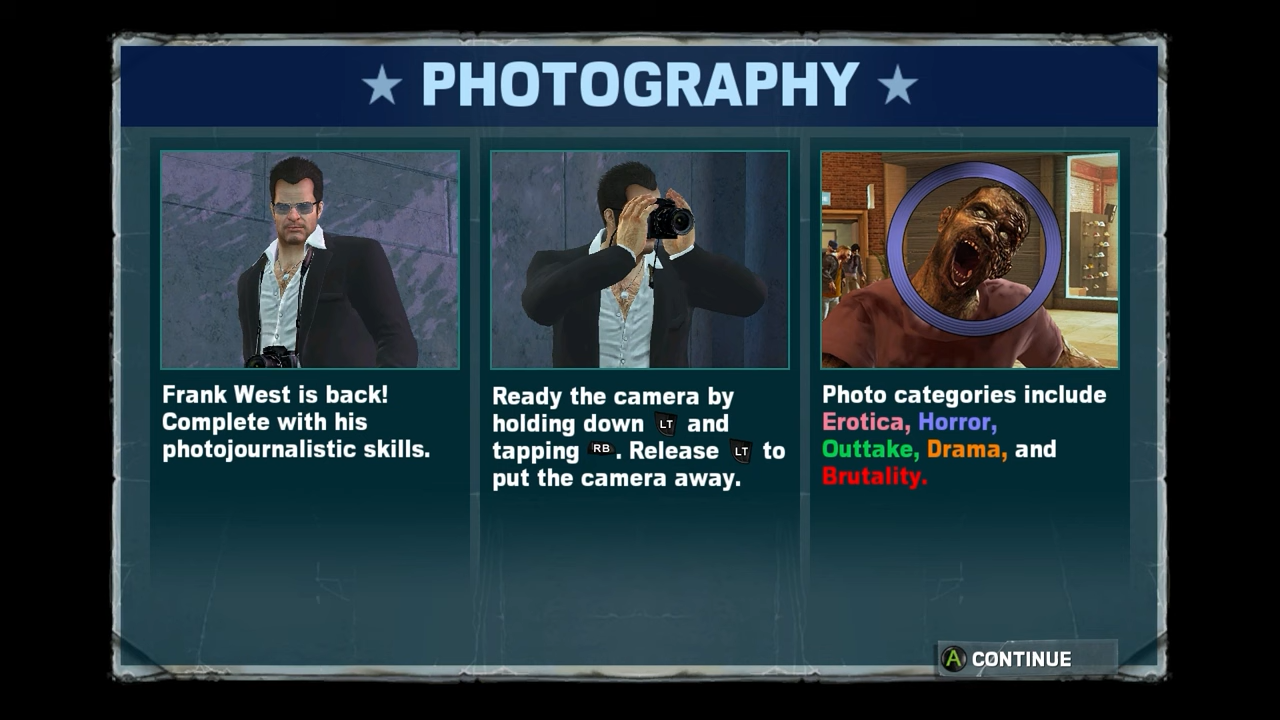 PHOTOGRAPHY
Frank West is back!
Complete with his
photojournalistic skills.
Ready the camera by
holding down LT and
tapping RB. Release LT to
put the camera away.
Photo categories include
Erotica, Horror,
Outtake, Drama, and
Brutality.
A CONTINUE